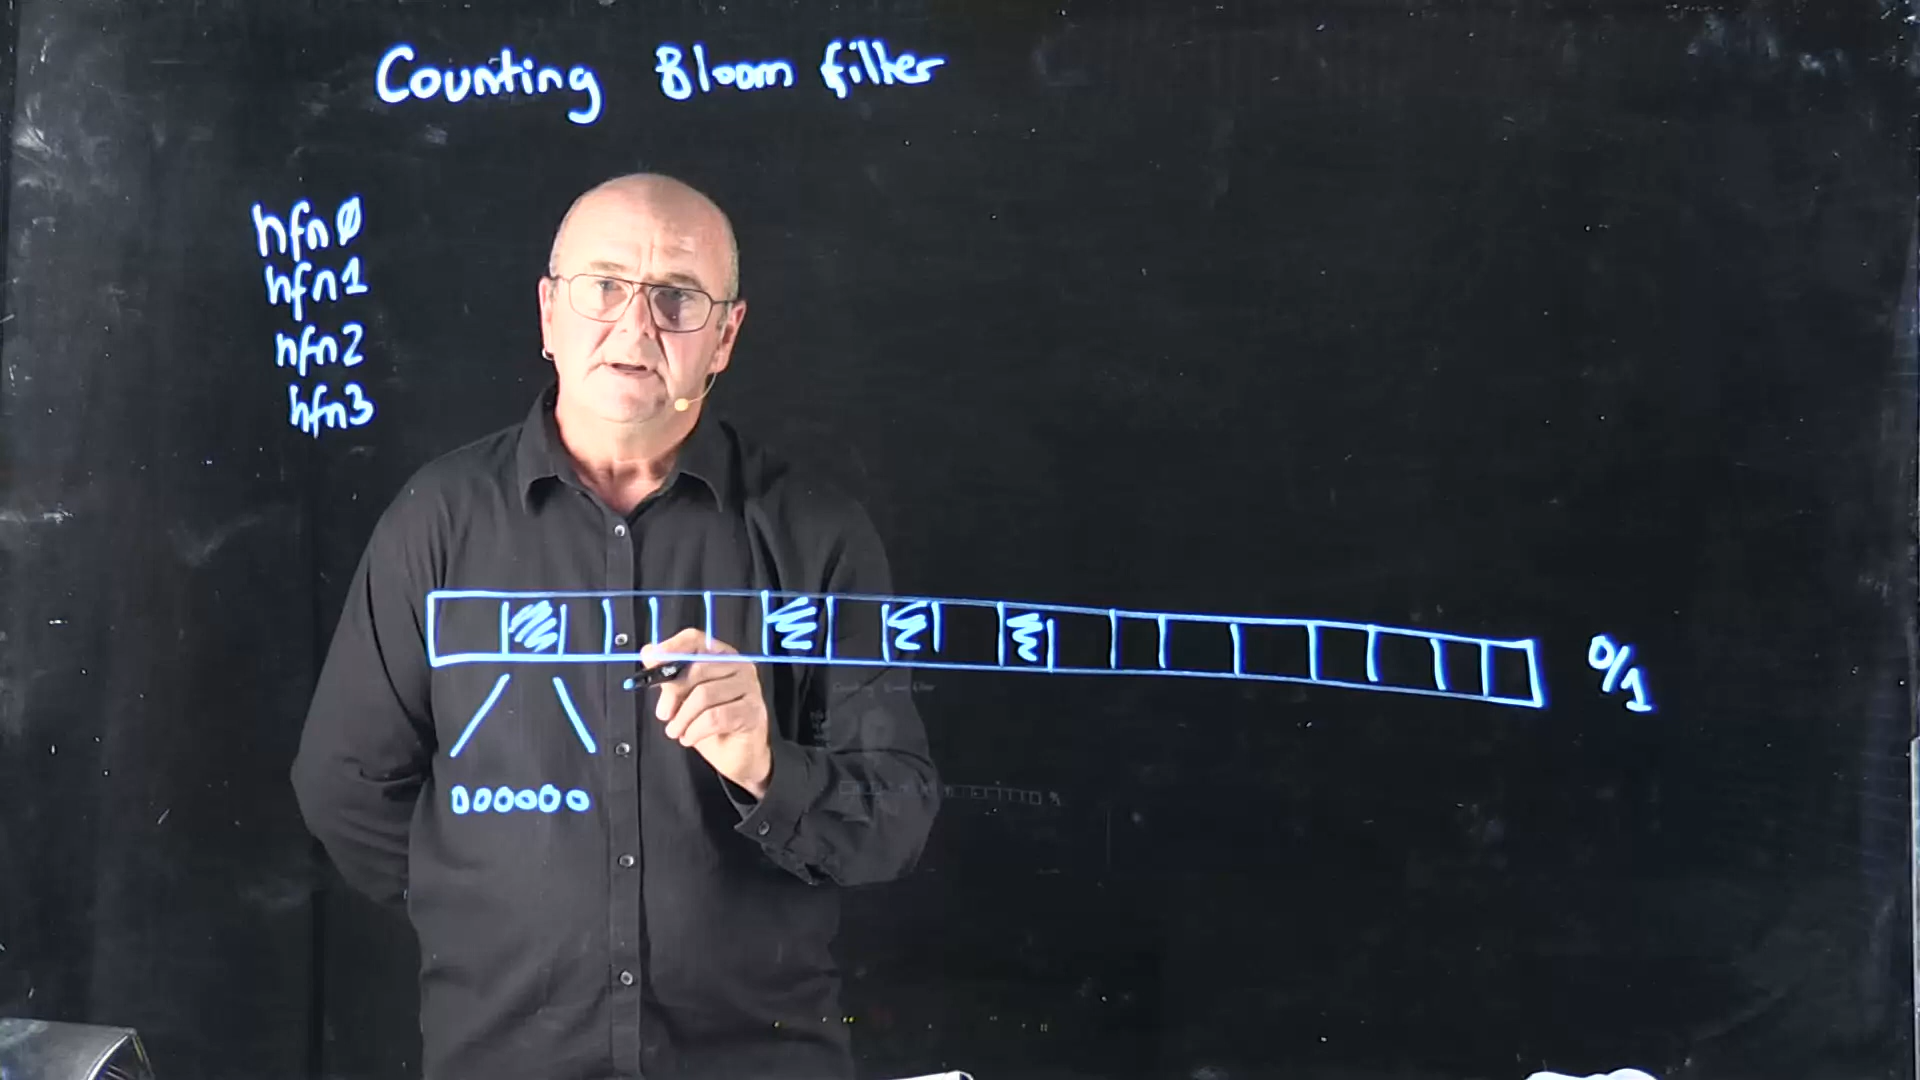 Counting Bloom filter
hfn0
hfn1
hfn2
hfn3
0/1
000000